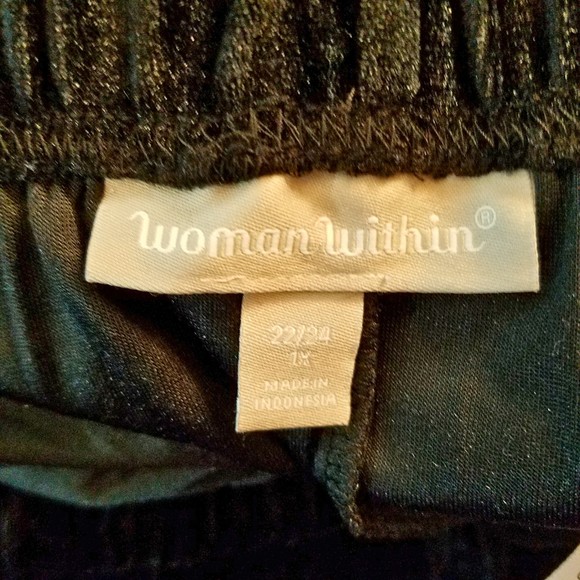 woman within®
22/24
1X
MADE IN
INDONESIA